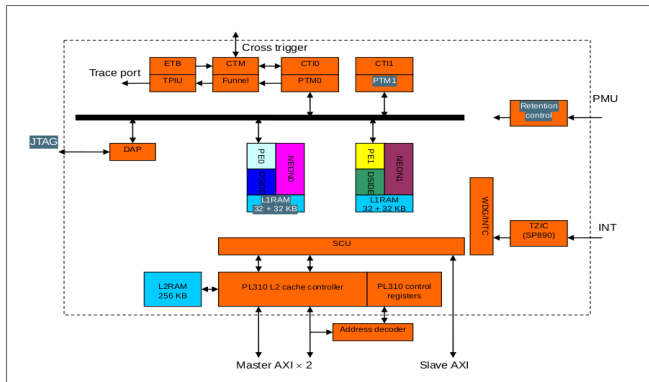 Cross trigger
ETB
CTM
CTI0
CTI1
Trace port
TPIU
Funnel
PTM0
PTM1
Retention
control
PMU
JTAG
DAP
PE0
NEON0
DSIDE
L1RAM
32 + 32 KB
PE1
NEON1
DSIDE
L1RAM
32 + 32 KB
WDG/INTC
TZIC
(SP890)
INT
SCU
L2RAM
256 KB
PL310 L2 cache controller
PL310 control
registers
Address decoder
Master AXI × 2
Slave AXI